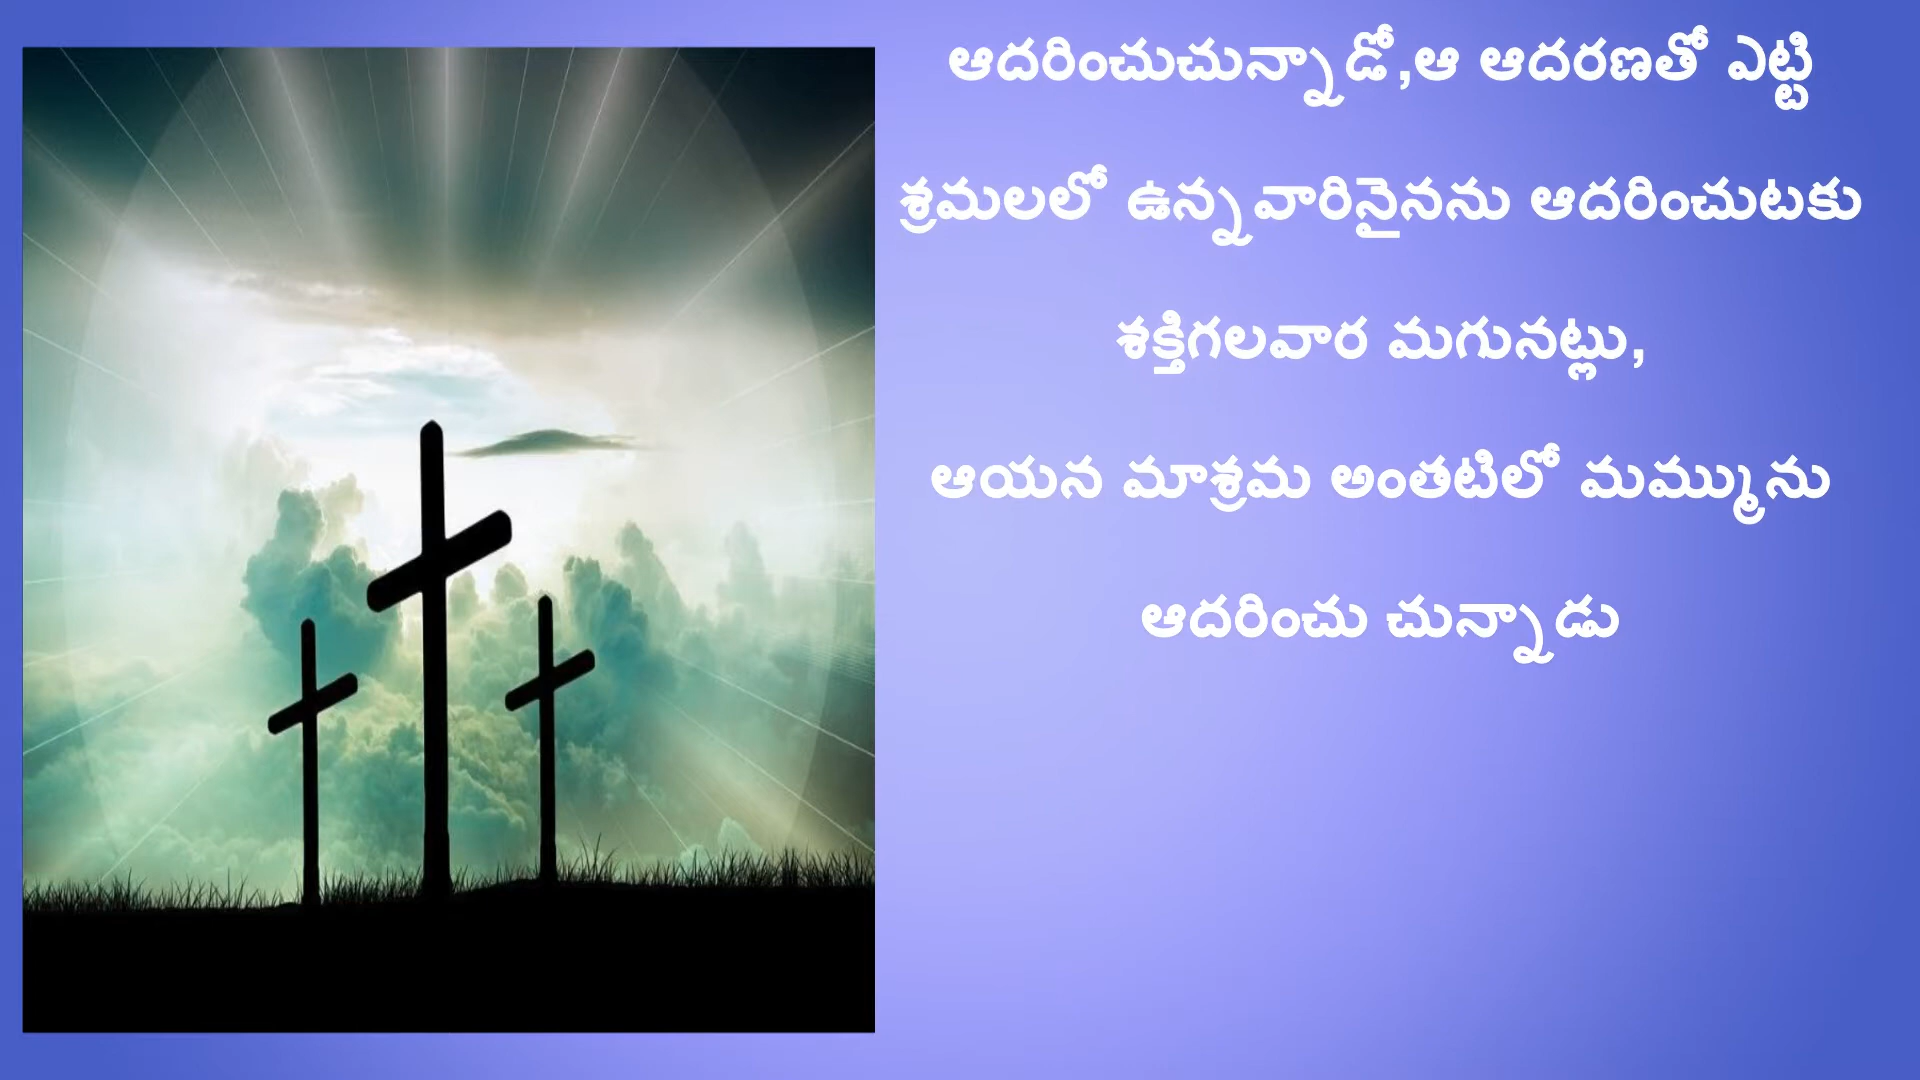 ఆదరించుచున్నాడో,ఆ ఆదరణతో ఎట్టి
శ్రమలలో ఉన్నవారినైనను ఆదరించుటకు
శక్తిగలవార మగునట్లు,
ఆయన మాశ్రమ అంతటిలో మమ్మును
ఆదరించు చున్నాడు